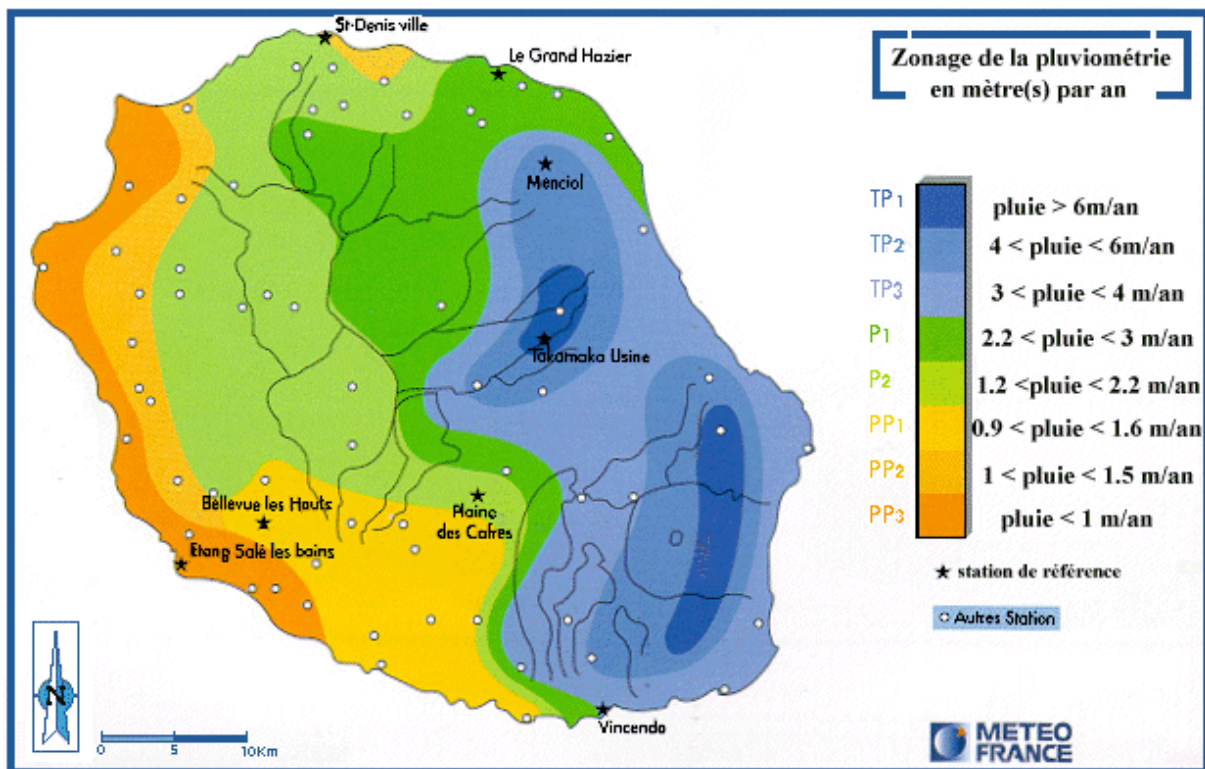 St-Denis ville
Le Grand Hazier
Zonage de la pluviométrie
en mètre(s) par an
Menciol
TP1 pluie > 6m/an
TP2 4 < pluie < 6m/an
TP3 3 < pluie < 4 m/an
P1 2.2 < pluie < 3 m/an
P2 1.2 <pluie < 2.2 m/an
PP1 0.9 < pluie < 1.6 m/an
PP2 1 < pluie < 1.5 m/an
PP3 pluie < 1 m/an
Takamaka Usine
Bellevue les Hauts
Plaine
des Cafres
Etang Salé les bains
station de référence
Autres Station
Vincendo
N
0 5 10Km
METEO
FRANCE